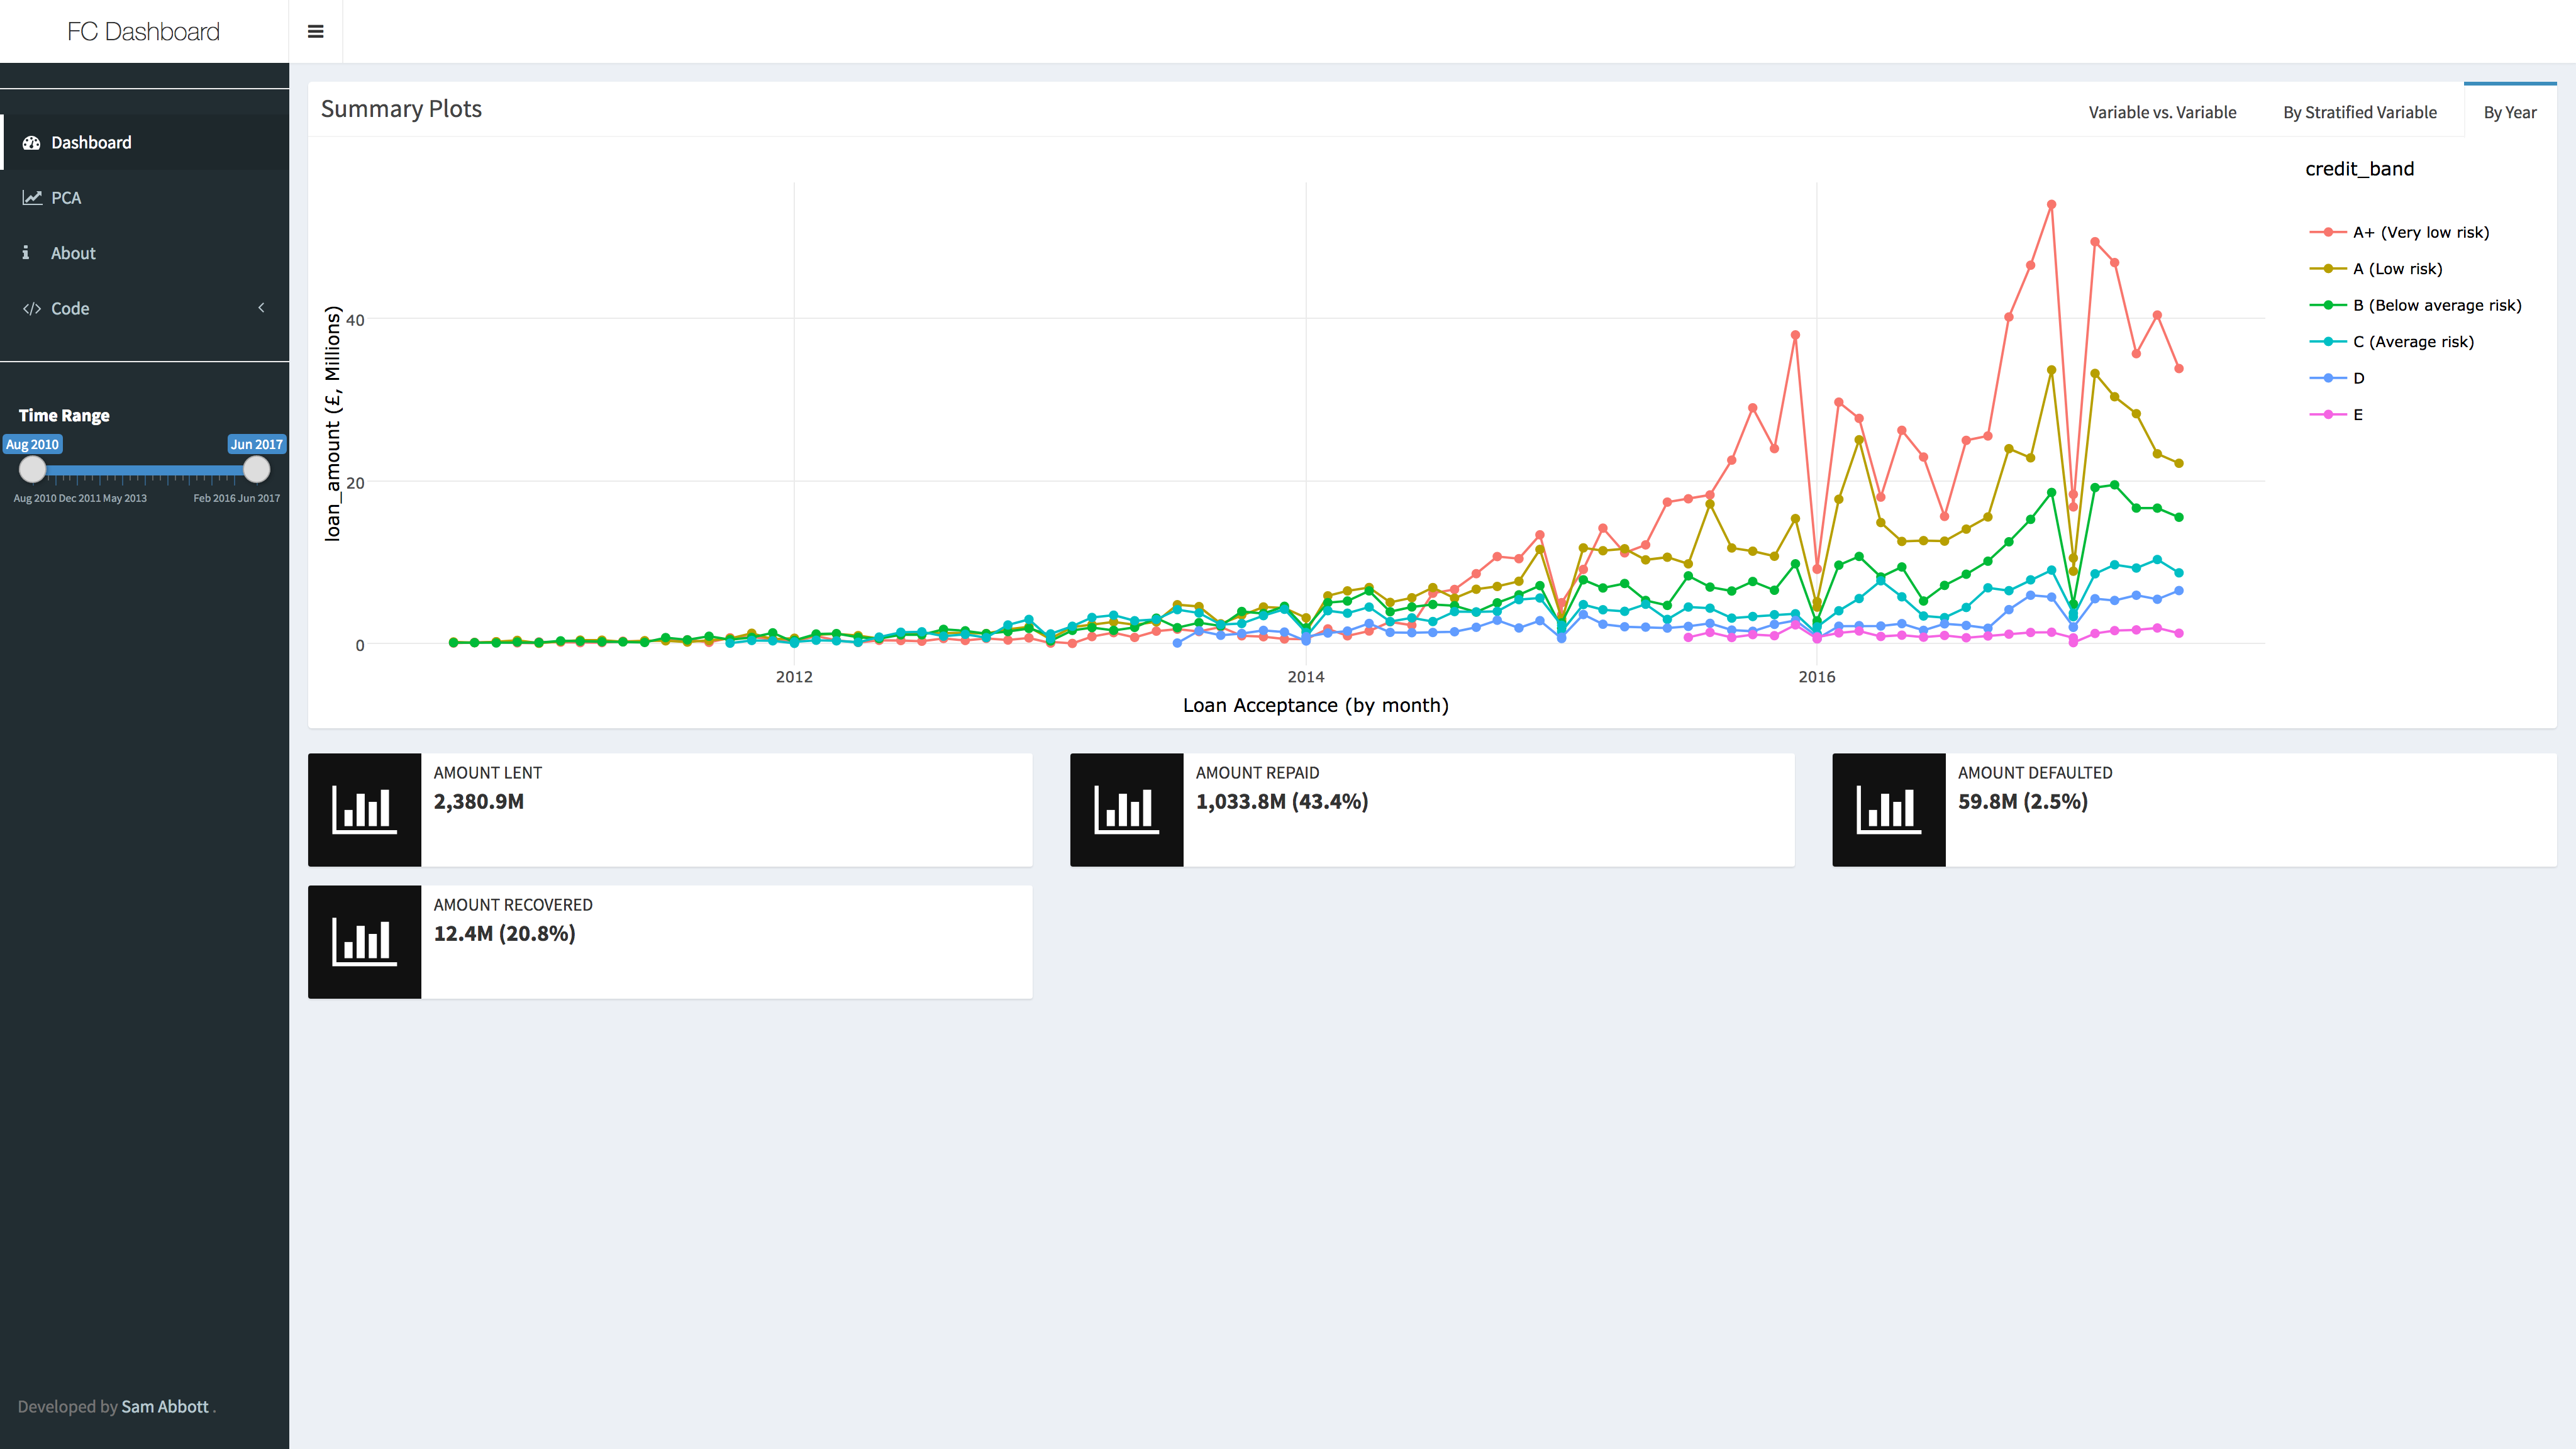 FC Dashboard
Dashboard
PCA
About
Code
Time Range
Aug 2010 Jun 2017
Aug 2010 Dec 2011 May 2013 Feb 2016 Jun 2017
Developed by Sam Abbott .
Summary Plots
Variable vs. Variable By Stratified Variable By Year
credit_band
A+ (Very low risk)
A (Low risk)
B (Below average risk)
C (Average risk)
D
E
loan_amount (£, Millions)
40
20
0
2012 2014 2016
Loan Acceptance (by month)
AMOUNT LENT
2,380.9M
AMOUNT REPAID
1,033.8M (43.4%)
AMOUNT DEFAULTED
59.8M (2.5%)
AMOUNT RECOVERED
12.4M (20.8%)